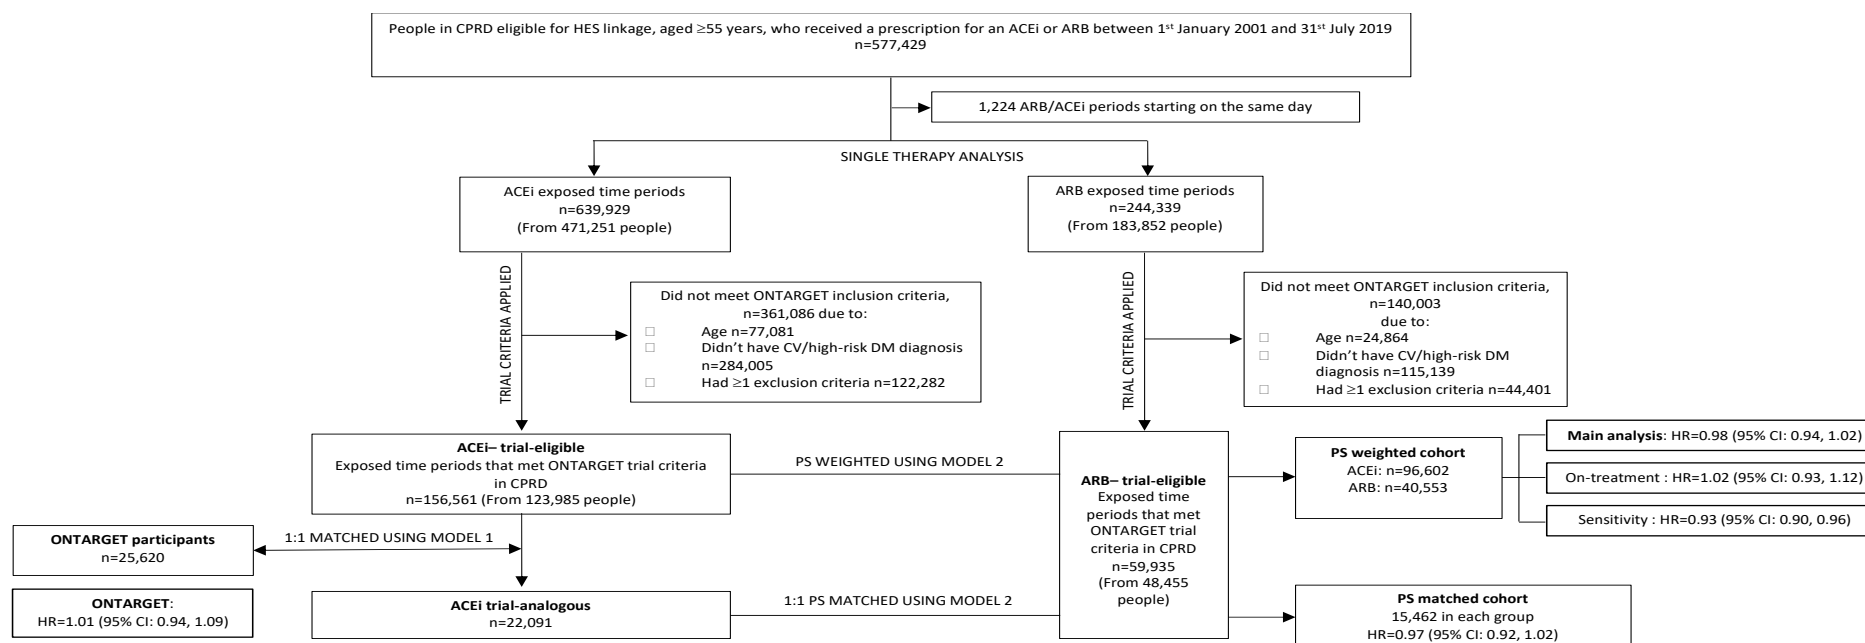 People in CPRD eligible for HES linkage, aged ≥55 years, who received a prescription for an ACEi or ARB between 1st January 2001 and 31st July 2019
n=577,429
1,224 ARB/ACEi periods starting on the same day
SINGLE THERAPY ANALYSIS
ACEi exposed time periods
n=639,929
(From 471,251 people)
ARB exposed time periods
n=244,339
(From 183,852 people)
TRIAL CRITERIA APPLIED
Did not meet ONTARGET inclusion criteria,
n=361,086 due to:
Age n=77,081
Didn't have CV/high-risk DM diagnosis
n=284,005
Had ≥1 exclusion criteria n=122,282
TRIAL CRITERIA APPLIED
Did not meet ONTARGET inclusion criteria,
n=140,003
due to:
Age n=24,864
Didn't have CV/high-risk DM
diagnosis n=115,139
Had ≥1 exclusion criteria n=44,401
ACEi– trial-eligible
Exposed time periods that met ONTARGET trial criteria
in CPRD
n=156,561 (From 123,985 people)
PS WEIGHTED USING MODEL 2
ARB– trial-eligible
Exposed time
periods that met
ONTARGET trial
criteria in CPRD
n=59,935
(From 48,455
people)
PS weighted cohort
ACEi: n=96,602
ARB: n=40,553
Main analysis: HR=0.98 (95% CI: 0.94, 1.02)
On-treatment : HR=1.02 (95% CI: 0.93, 1.12)
Sensitivity : HR=0.93 (95% CI: 0.90, 0.96)
ONTARGET participants
n=25,620
1:1 MATCHED USING MODEL 1
ONTARGET:
HR=1.01 (95% CI: 0.94, 1.09)
ACEi trial-analogous
n=22,091
1:1 PS MATCHED USING MODEL 2
PS matched cohort
15,462 in each group
HR=0.97 (95% CI: 0.92, 1.02)